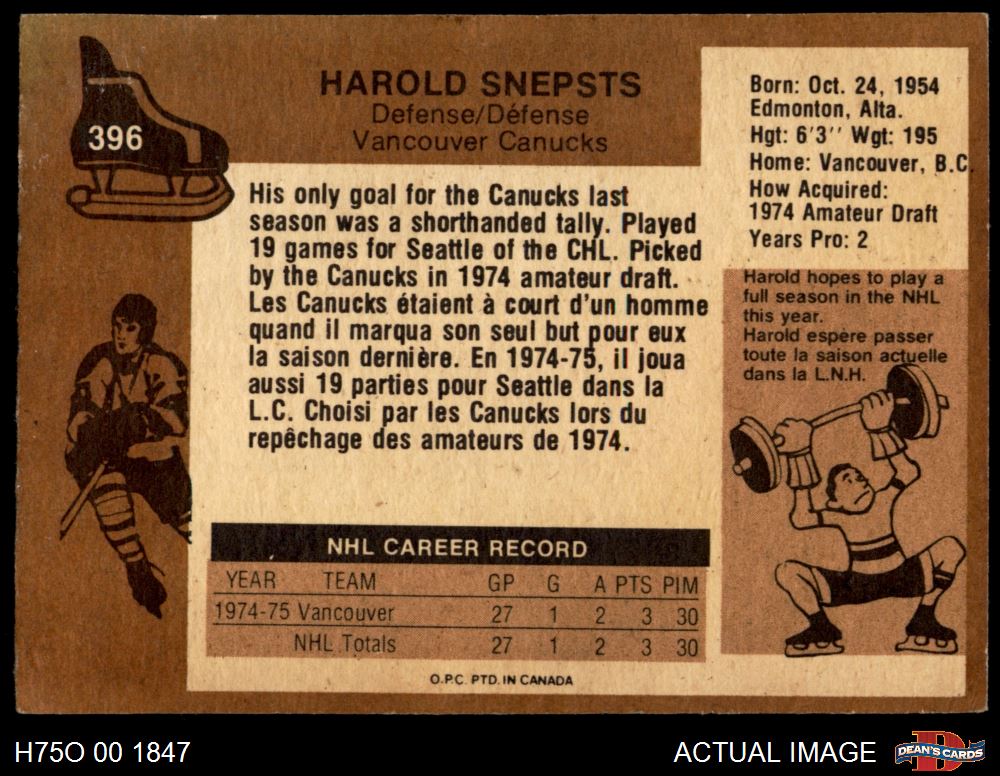 396
HAROLD SNEPSTS
Defense/Défense
Vancouver Canucks
Born: Oct. 24, 1954
Edmonton, Alta.
Hgt: 6'3'' Wgt: 195
Home: Vancouver, B.C.
How Acquired:
1974 Amateur Draft
Years Pro: 2
His only goal for the Canucks last
season was a shorthanded tally. Played
19 games for Seattle of the CHL. Picked
by the Canucks in 1974 amateur draft.
Les Canucks étaient à court d'un homme
quand il marqua son seul but pour eux
la saison dernière. En 1974-75, il joua
aussi 19 parties pour Seattle dans la
L.C. Choisi par les Canucks lors du
repêchage des amateurs de 1974.
Harold hopes to play a
full season in the NHL
this year.
Harold espère passer
toute la saison actuelle
dans la L.N.H.
NHL CAREER RECORD
YEAR TEAM GP G A PTS PIM
1974-75 Vancouver 27 1 2 3 30
NHL Totals 27 1 2 3 30
O.P.C. PTD. IN CANADA
H75O 00 1847
ACTUAL IMAGE
D
DEAN'S CARDS